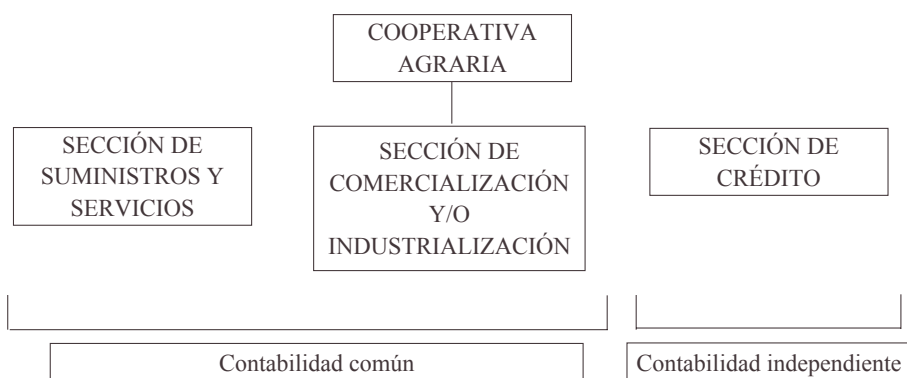 COOPERATIVA
AGRARIA
SECCIÓN DE
SUMINISTROS Y
SERVICIOS
SECCIÓN DE
COMERCIALIZACIÓN
Y/O
INDUSTRIALIZACIÓN
SECCIÓN DE
CRÉDITO
Contabilidad común
Contabilidad independiente